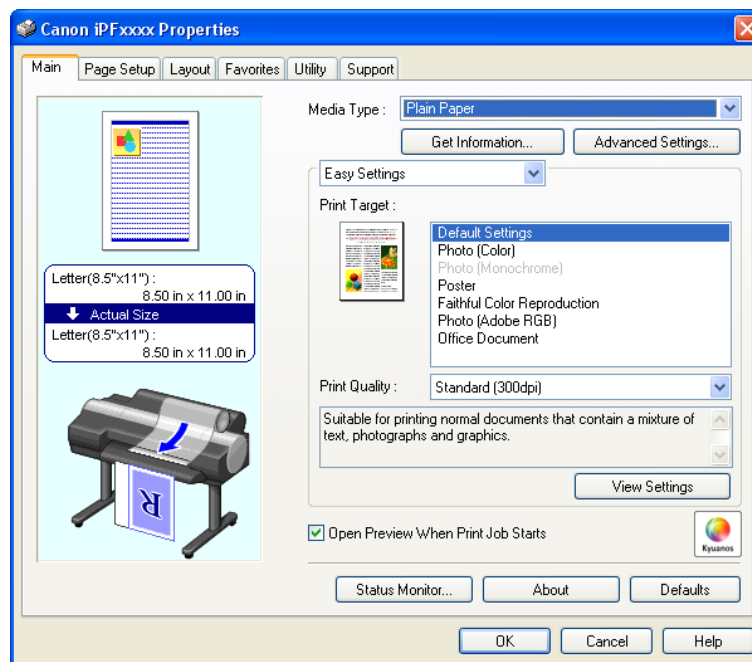 Canon iPFxxxx Properties
Main
Page Setup
Layout
Favorites
Utility
Support
Letter(8.5"x11") :
8.50 in x 11.00 in
Actual Size
Letter(8.5"x11") :
8.50 in x 11.00 in
R
Media Type :
Plain Paper
Get Information...
Advanced Settings...
Easy Settings
Print Target :
Default Settings
Photo (Color)
Photo (Monochrome)
Poster
Faithful Color Reproduction
Photo (Adobe RGB)
Office Document
Print Quality :
Standard (300dpi)
Suitable for printing normal documents that contain a mixture of
text, photographs and graphics.
View Settings
Open Preview When Print Job Starts
Kyuanos
Status Monitor...
About
Defaults
OK
Cancel
Help